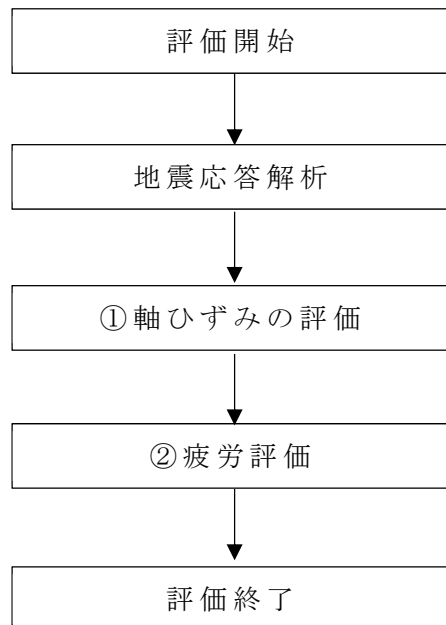 評価開始
地震応答解析
①軸ひずみの評価
②疲労評価
評価終了